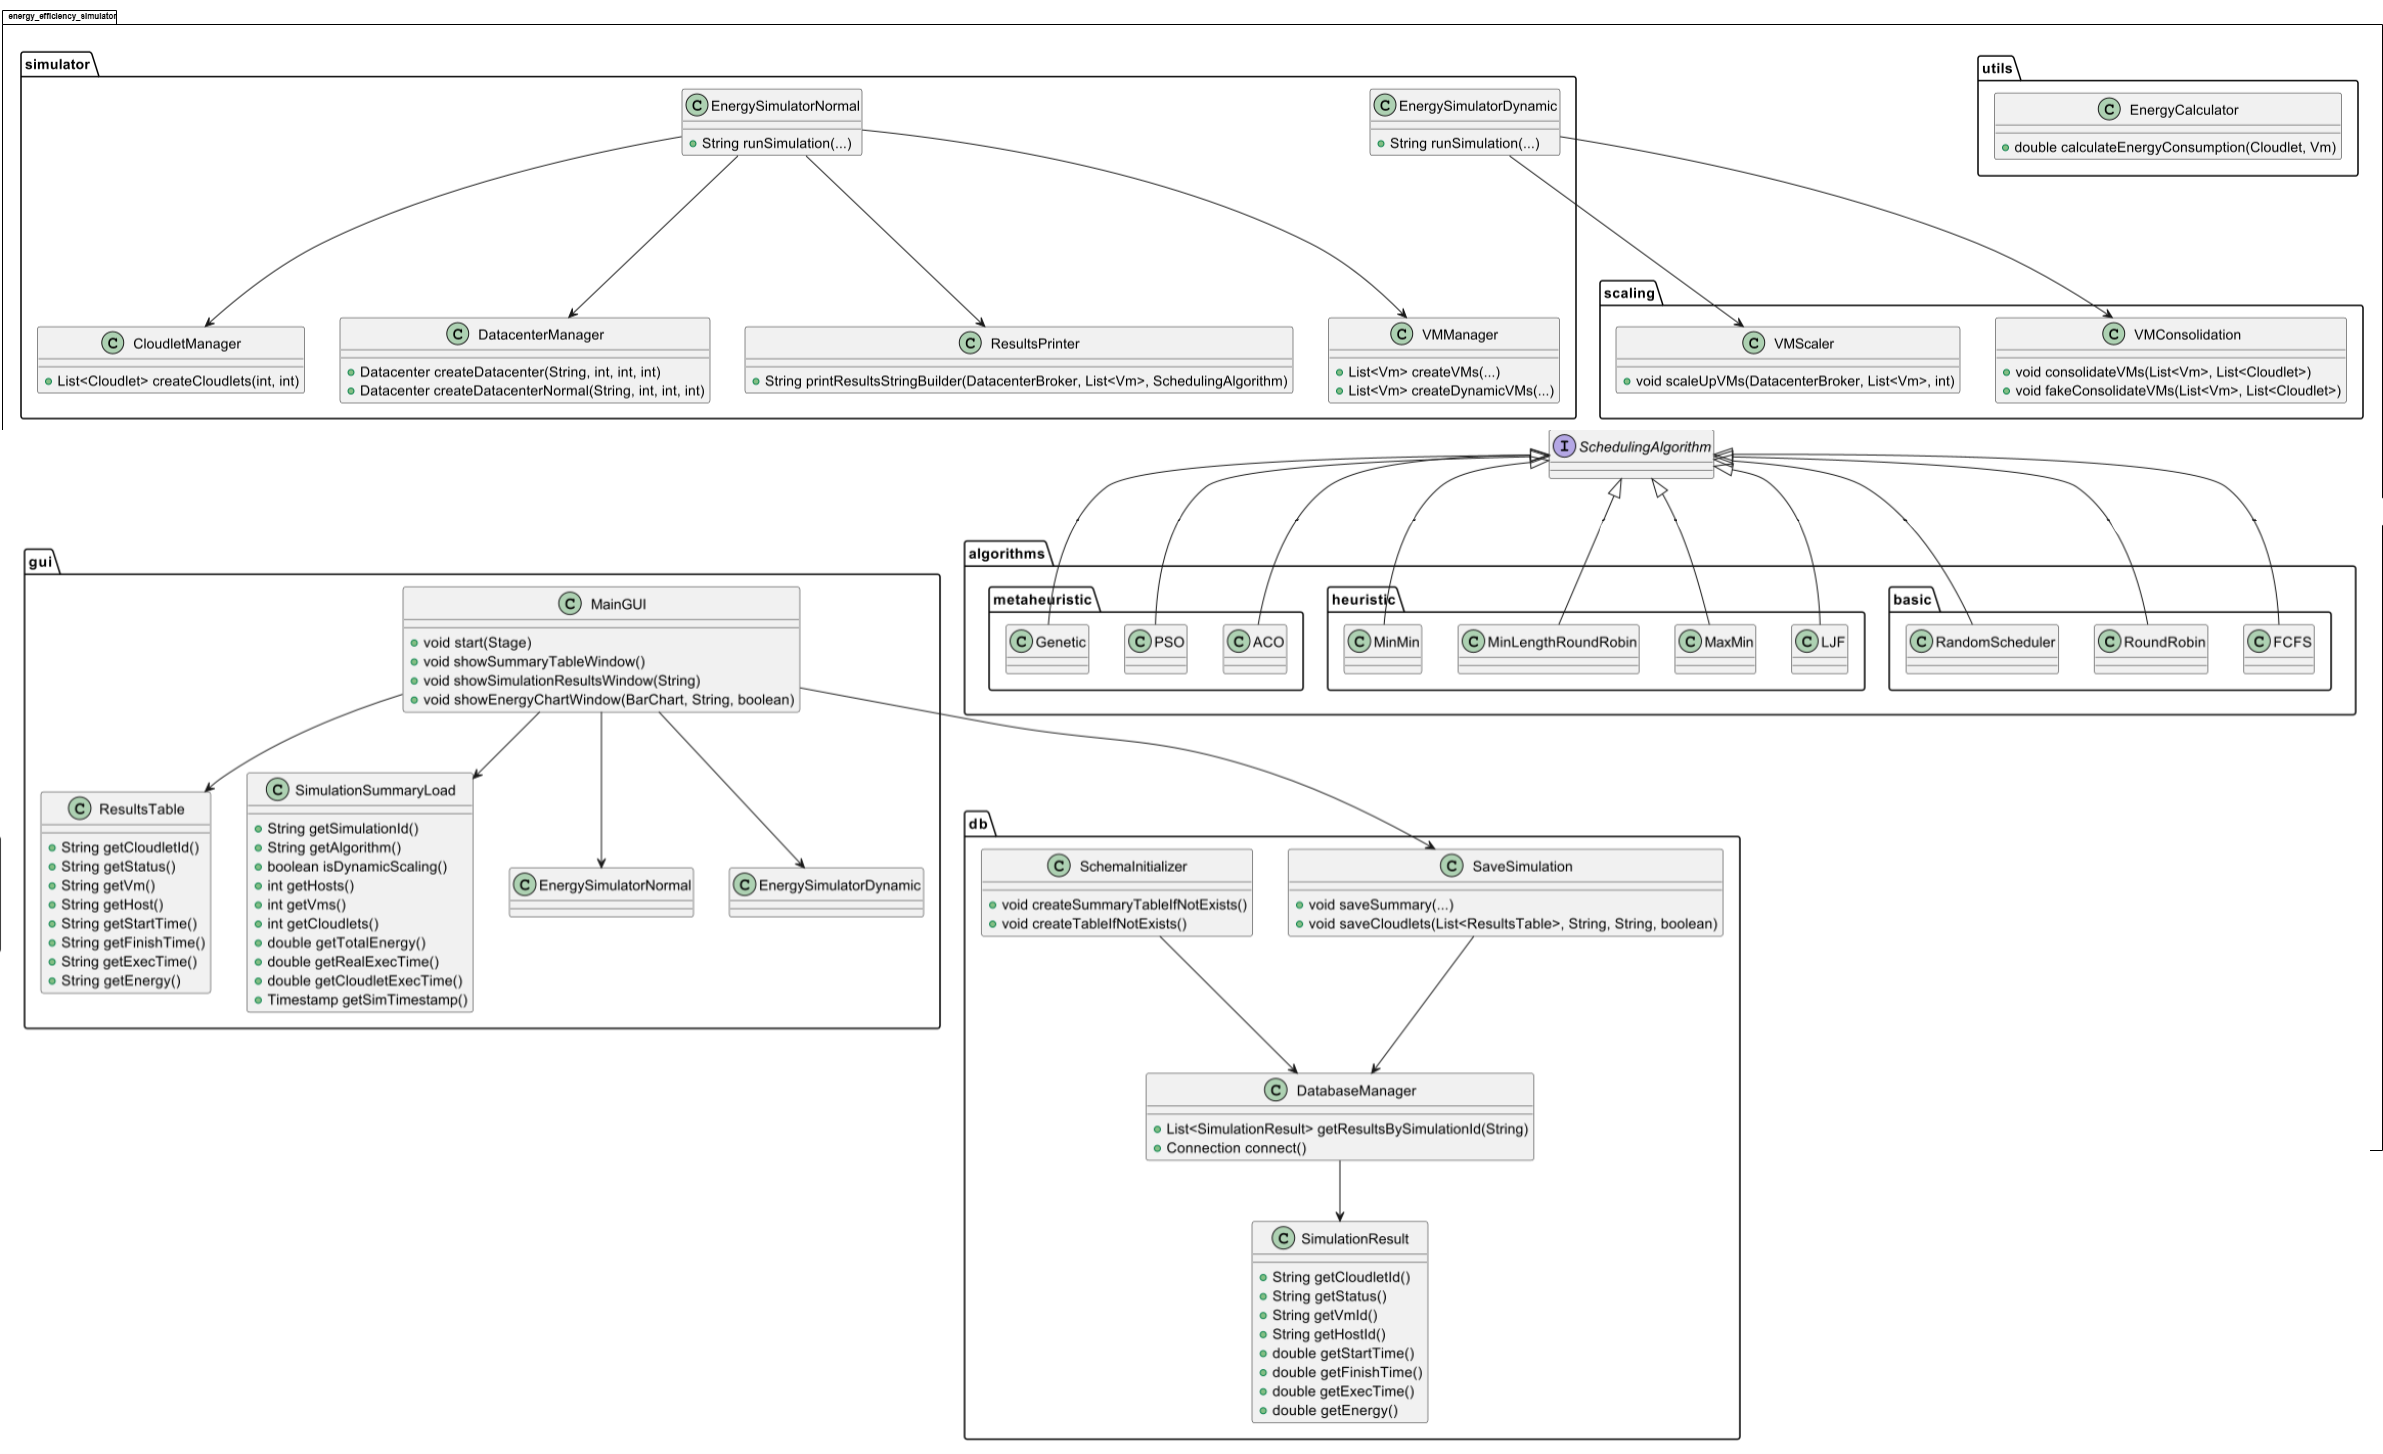 energy_efficiency_simulator
simulator
C EnergySimulatorNormal
String runSimulation(...)
C EnergySimulatorDynamic
String runSimulation(...)
utils
C EnergyCalculator
double calculateEnergyConsumption(Cloudlet, Vm)
C CloudletManager
List<Cloudlet> createCloudlets(int, int)
C DatacenterManager
Datacenter createDatacenter(String, int, int, int)
Datacenter createDatacenterNormal(String, int, int, int)
C ResultsPrinter
String printResultsStringBuilder(DatacenterBroker, List<Vm>, SchedulingAlgorithm)
C VMManager
List<Vm> createVMs(...)
List<Vm> createDynamicVMs(...)
scaling
C VMScaler
void scaleUpVMs(DatacenterBroker, List<Vm>, int)
C VMConsolidation
void consolidateVMs(List<Vm>, List<Cloudlet>)
void fakeConsolidateVMs(List<Vm>, List<Cloudlet>)
I SchedulingAlgorithm
algorithms
metaheuristic
C Genetic
C PSO
C ACO
heuristic
C MinMin
C MinLengthRoundRobin
C MaxMin
C LJF
basic
C RandomScheduler
C RoundRobin
C FCFS
gui
C MainGUI
void start(Stage)
void showSummaryTableWindow()
void showSimulationResultsWindow(String)
void showEnergyChartWindow(BarChart, String, boolean)
C ResultsTable
String getCloudletId()
String getStatus()
String getVm()
String getHost()
String getStartTime()
String getFinishTime()
String getExecTime()
String getEnergy()
C SimulationSummaryLoad
String getSimulationId()
String getAlgorithm()
boolean isDynamicScaling()
int getHosts()
int getVms()
int getCloudlets()
double getTotalEnergy()
double getRealExecTime()
double getCloudletExecTime()
Timestamp getSimTimestamp()
C EnergySimulatorNormal
C EnergySimulatorDynamic
db
C SchemaInitializer
void createSummaryTableIfNotExists()
void createTableIfNotExists()
C SaveSimulation
void saveSummary(...)
void saveCloudlets(List<ResultsTable>, String, String, boolean)
C DatabaseManager
List<SimulationResult> getResultsBySimulationId(String)
Connection connect()
C SimulationResult
String getCloudletId()
String getStatus()
String getVmId()
String getHostId()
double getStartTime()
double getFinishTime()
double getExecTime()
double getEnergy()